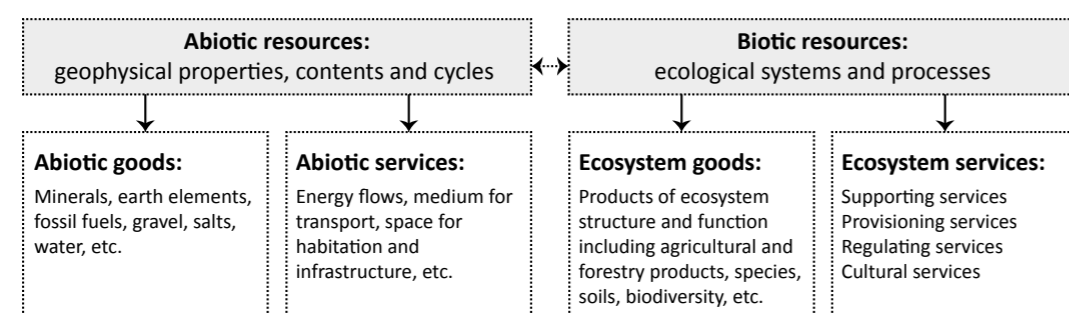 Abiotic resources:
geophysical properties, contents and cycles
Biotic resources:
ecological systems and processes
Abiotic goods:
Minerals, earth elements,
fossil fuels, gravel, salts,
water, etc.
Abiotic services:
Energy flows, medium for
transport, space for
habitation and
infrastructure, etc.
Ecosystem goods:
Products of ecosystem
structure and function
including agricultural and
forestry products, species,
soils, biodiversity, etc.
Ecosystem services:
Supporting services
Provisioning services
Regulating services
Cultural services